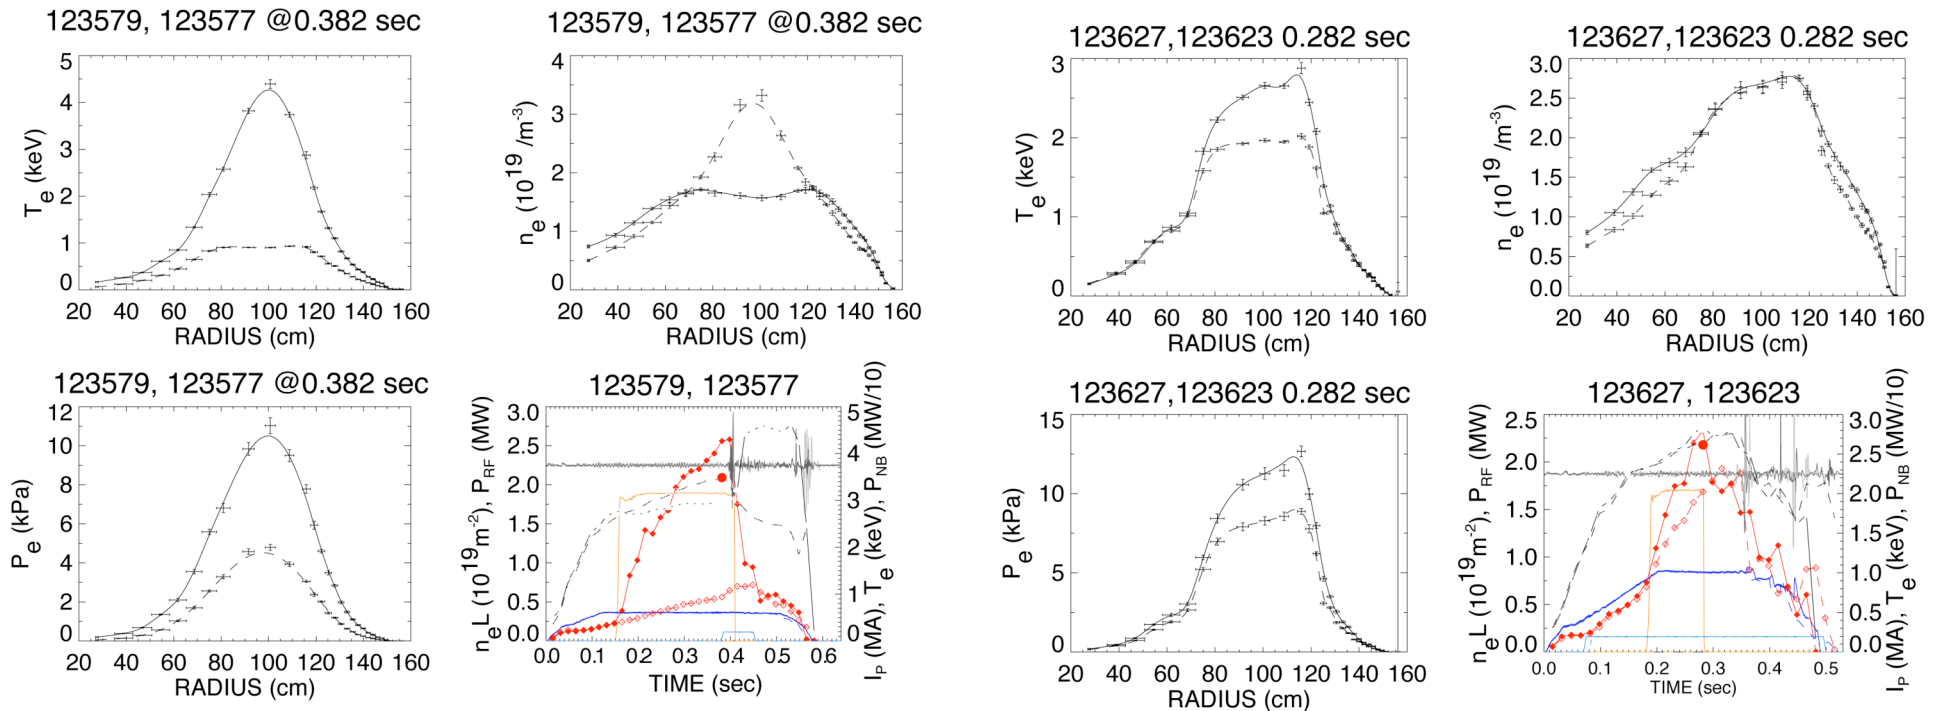 123579, 123577 @0.382 sec
5
4
3
2
1
0
T_e (keV)
20 40 60 80 100 120 140 160
RADIUS (cm)
123579, 123577 @0.382 sec
4
3
2
1
0
n_e (10^19 /m^-3)
20 40 60 80 100 120 140 160
RADIUS (cm)
123627,123623 0.282 sec
3
2
1
0
T_e (keV)
20 40 60 80 100 120 140 160
RADIUS (cm)
123627,123623 0.282 sec
3.0
2.5
2.0
1.5
1.0
0.5
0.0
n_e (10^19 /m^-3)
20 40 60 80 100 120 140 160
RADIUS (cm)
123579, 123577 @0.382 sec
12
10
8
6
4
2
0
P_e (kPa)
20 40 60 80 100 120 140 160
RADIUS (cm)
123579, 123577
3.0
2.5
2.0
1.5
1.0
0.5
0.0
n_eL (10^19m^-2), P_RF (MW)
5
4
3
2
1
0
I_P (MA), T_e (keV), P_NB (MW/10)
0.0 0.1 0.2 0.3 0.4 0.5 0.6
TIME (sec)
123627,123623 0.282 sec
15
10
5
0
P_e (kPa)
20 40 60 80 100 120 140 160
RADIUS (cm)
123627, 123623
2.5
2.0
1.5
1.0
0.5
0.0
n_eL (10^19m^-2), P_RF (MW)
3.0
2.5
2.0
1.5
1.0
0.5
0.0
I_P (MA), T_e (keV), P_NB (MW/10)
0.0 0.1 0.2 0.3 0.4 0.5
TIME (sec)